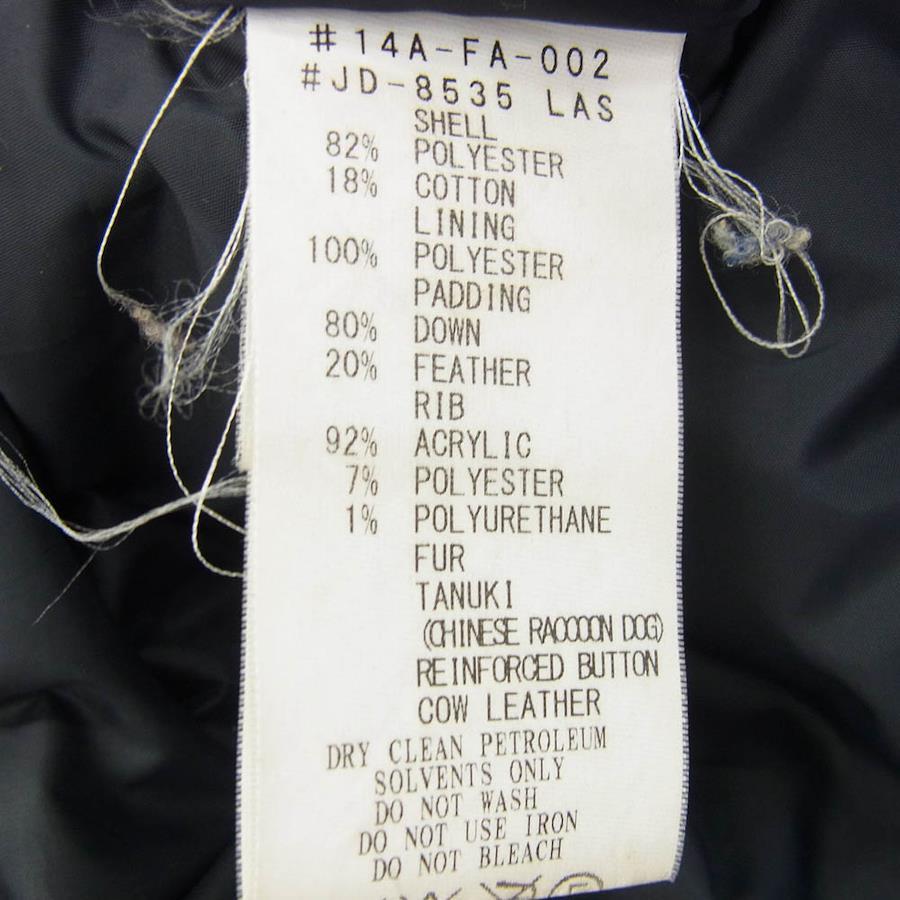 #14A-FA-002
#JD-8535 LAS
SHELL
82% POLYESTER
18% COTTON
LINING
100% POLYESTER
PADDING
80% DOWN
20% FEATHER
RIB
92% ACRYLIC
7% POLYESTER
1% POLYURETHANE
FUR
TANUKI
(CHINESE RACCOON DOG)
REINFORCED BUTTON
COW LEATHER
DRY CLEAN PETROLEUM
SOLVENTS ONLY
DO NOT WASH
DO NOT USE IRON
DO NOT BLEACH